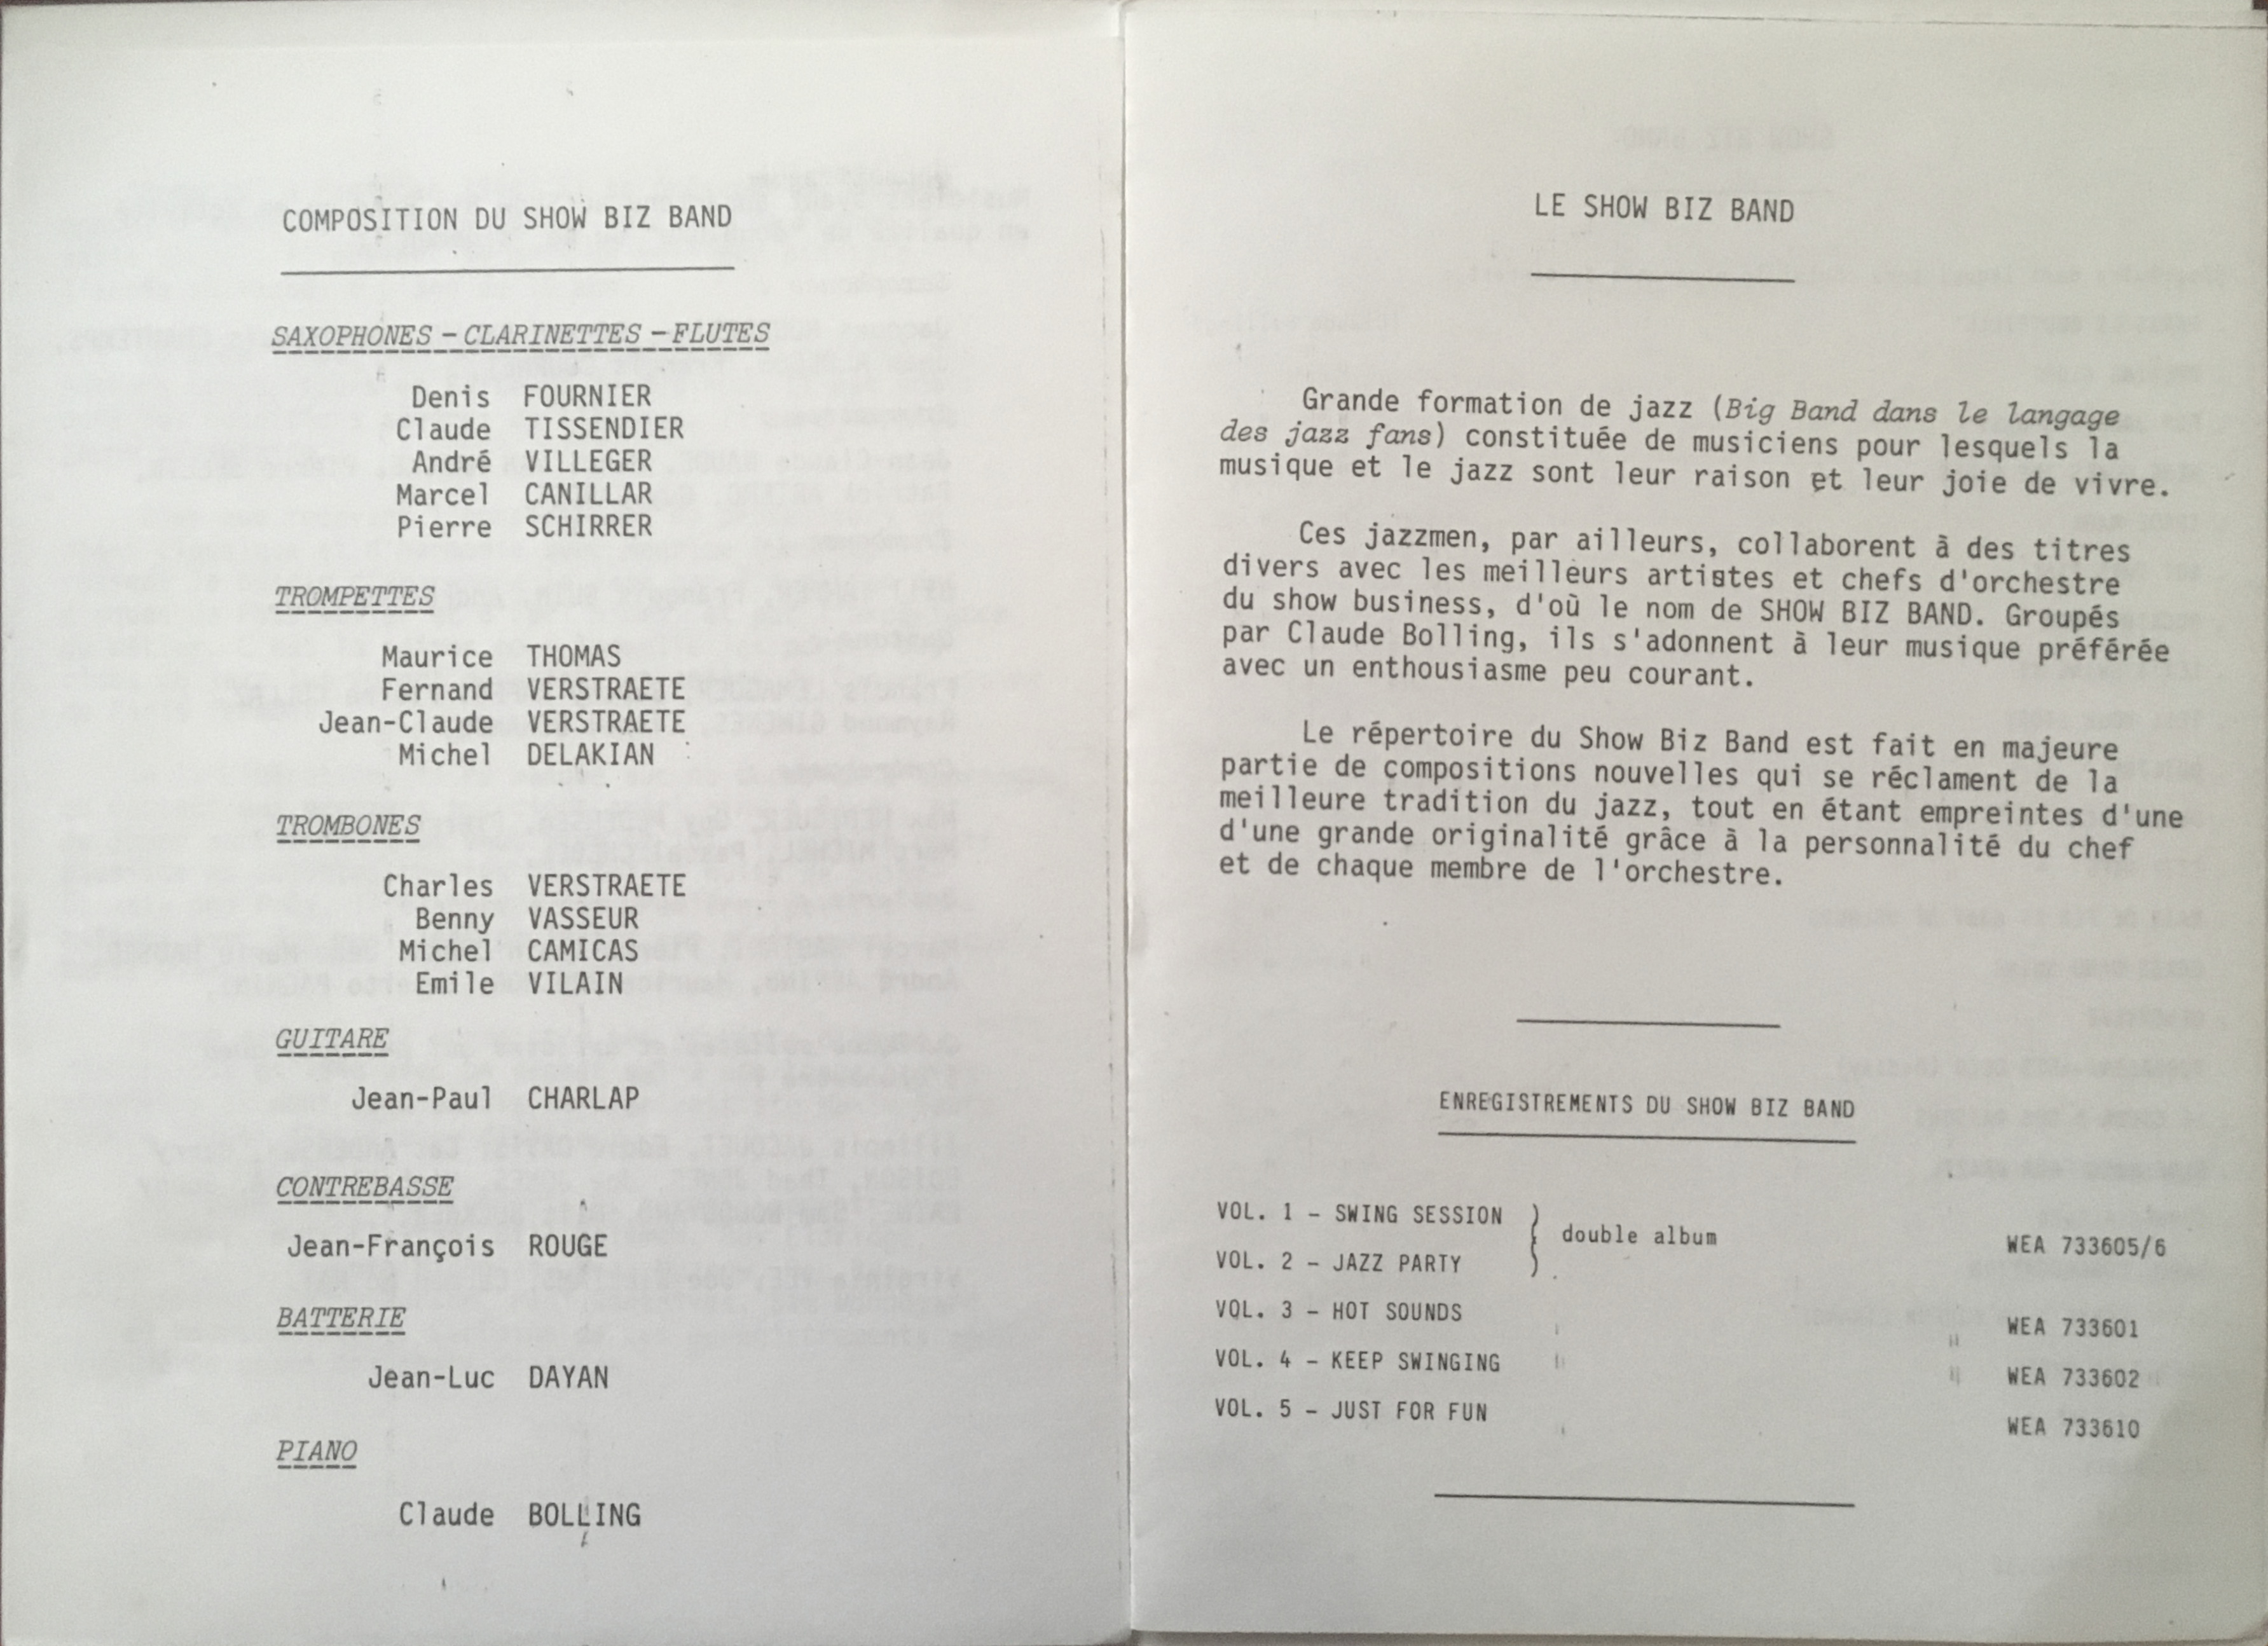 COMPOSITION DU SHOW BIZ BAND
SAXOPHONES - CLARINETTES - FLUTES
Denis FOURNIER
Claude TISSENDIER
André VILLEGER
Marcel CANILLAR
Pierre SCHIRRER
TROMPETTES
Maurice THOMAS
Fernand VERSTRAETE
Jean-Claude VERSTRAETE
Michel DELAKIAN
TROMBONES
Charles VERSTRAETE
Benny VASSEUR
Michel CAMICAS
Emile VILAIN
GUITARE
Jean-Paul CHARLAP
CONTREBASSE
Jean-François ROUGE
BATTERIE
Jean-Luc DAYAN
PIANO
Claude BOLLING
LE SHOW BIZ BAND
Grande formation de jazz (Big Band dans le langage
des jazz fans) constituée de musiciens pour lesquels la
musique et le jazz sont leur raison et leur joie de vivre.
Ces jazzmen, par ailleurs, collaborent à des titres
divers avec les meilleurs artistes et chefs d'orchestre
du show business, d'où le nom de SHOW BIZ BAND. Groupés
par Claude Bolling, ils s'adonnent à leur musique préférée
avec un enthousiasme peu courant.
Le répertoire du Show Biz Band est fait en majeure
partie de compositions nouvelles qui se réclament de la
meilleure tradition du jazz, tout en étant empreintes d'une
d'une grande originalité grâce à la personnalité du chef
et de chaque membre de l'orchestre.
ENREGISTREMENTS DU SHOW BIZ BAND
VOL. 1 - SWING SESSION
VOL. 2 - JAZZ PARTY
double album WEA 733605/6
VOL. 3 - HOT SOUNDS WEA 733601
VOL. 4 - KEEP SWINGING WEA 733602
VOL. 5 - JUST FOR FUN WEA 733610